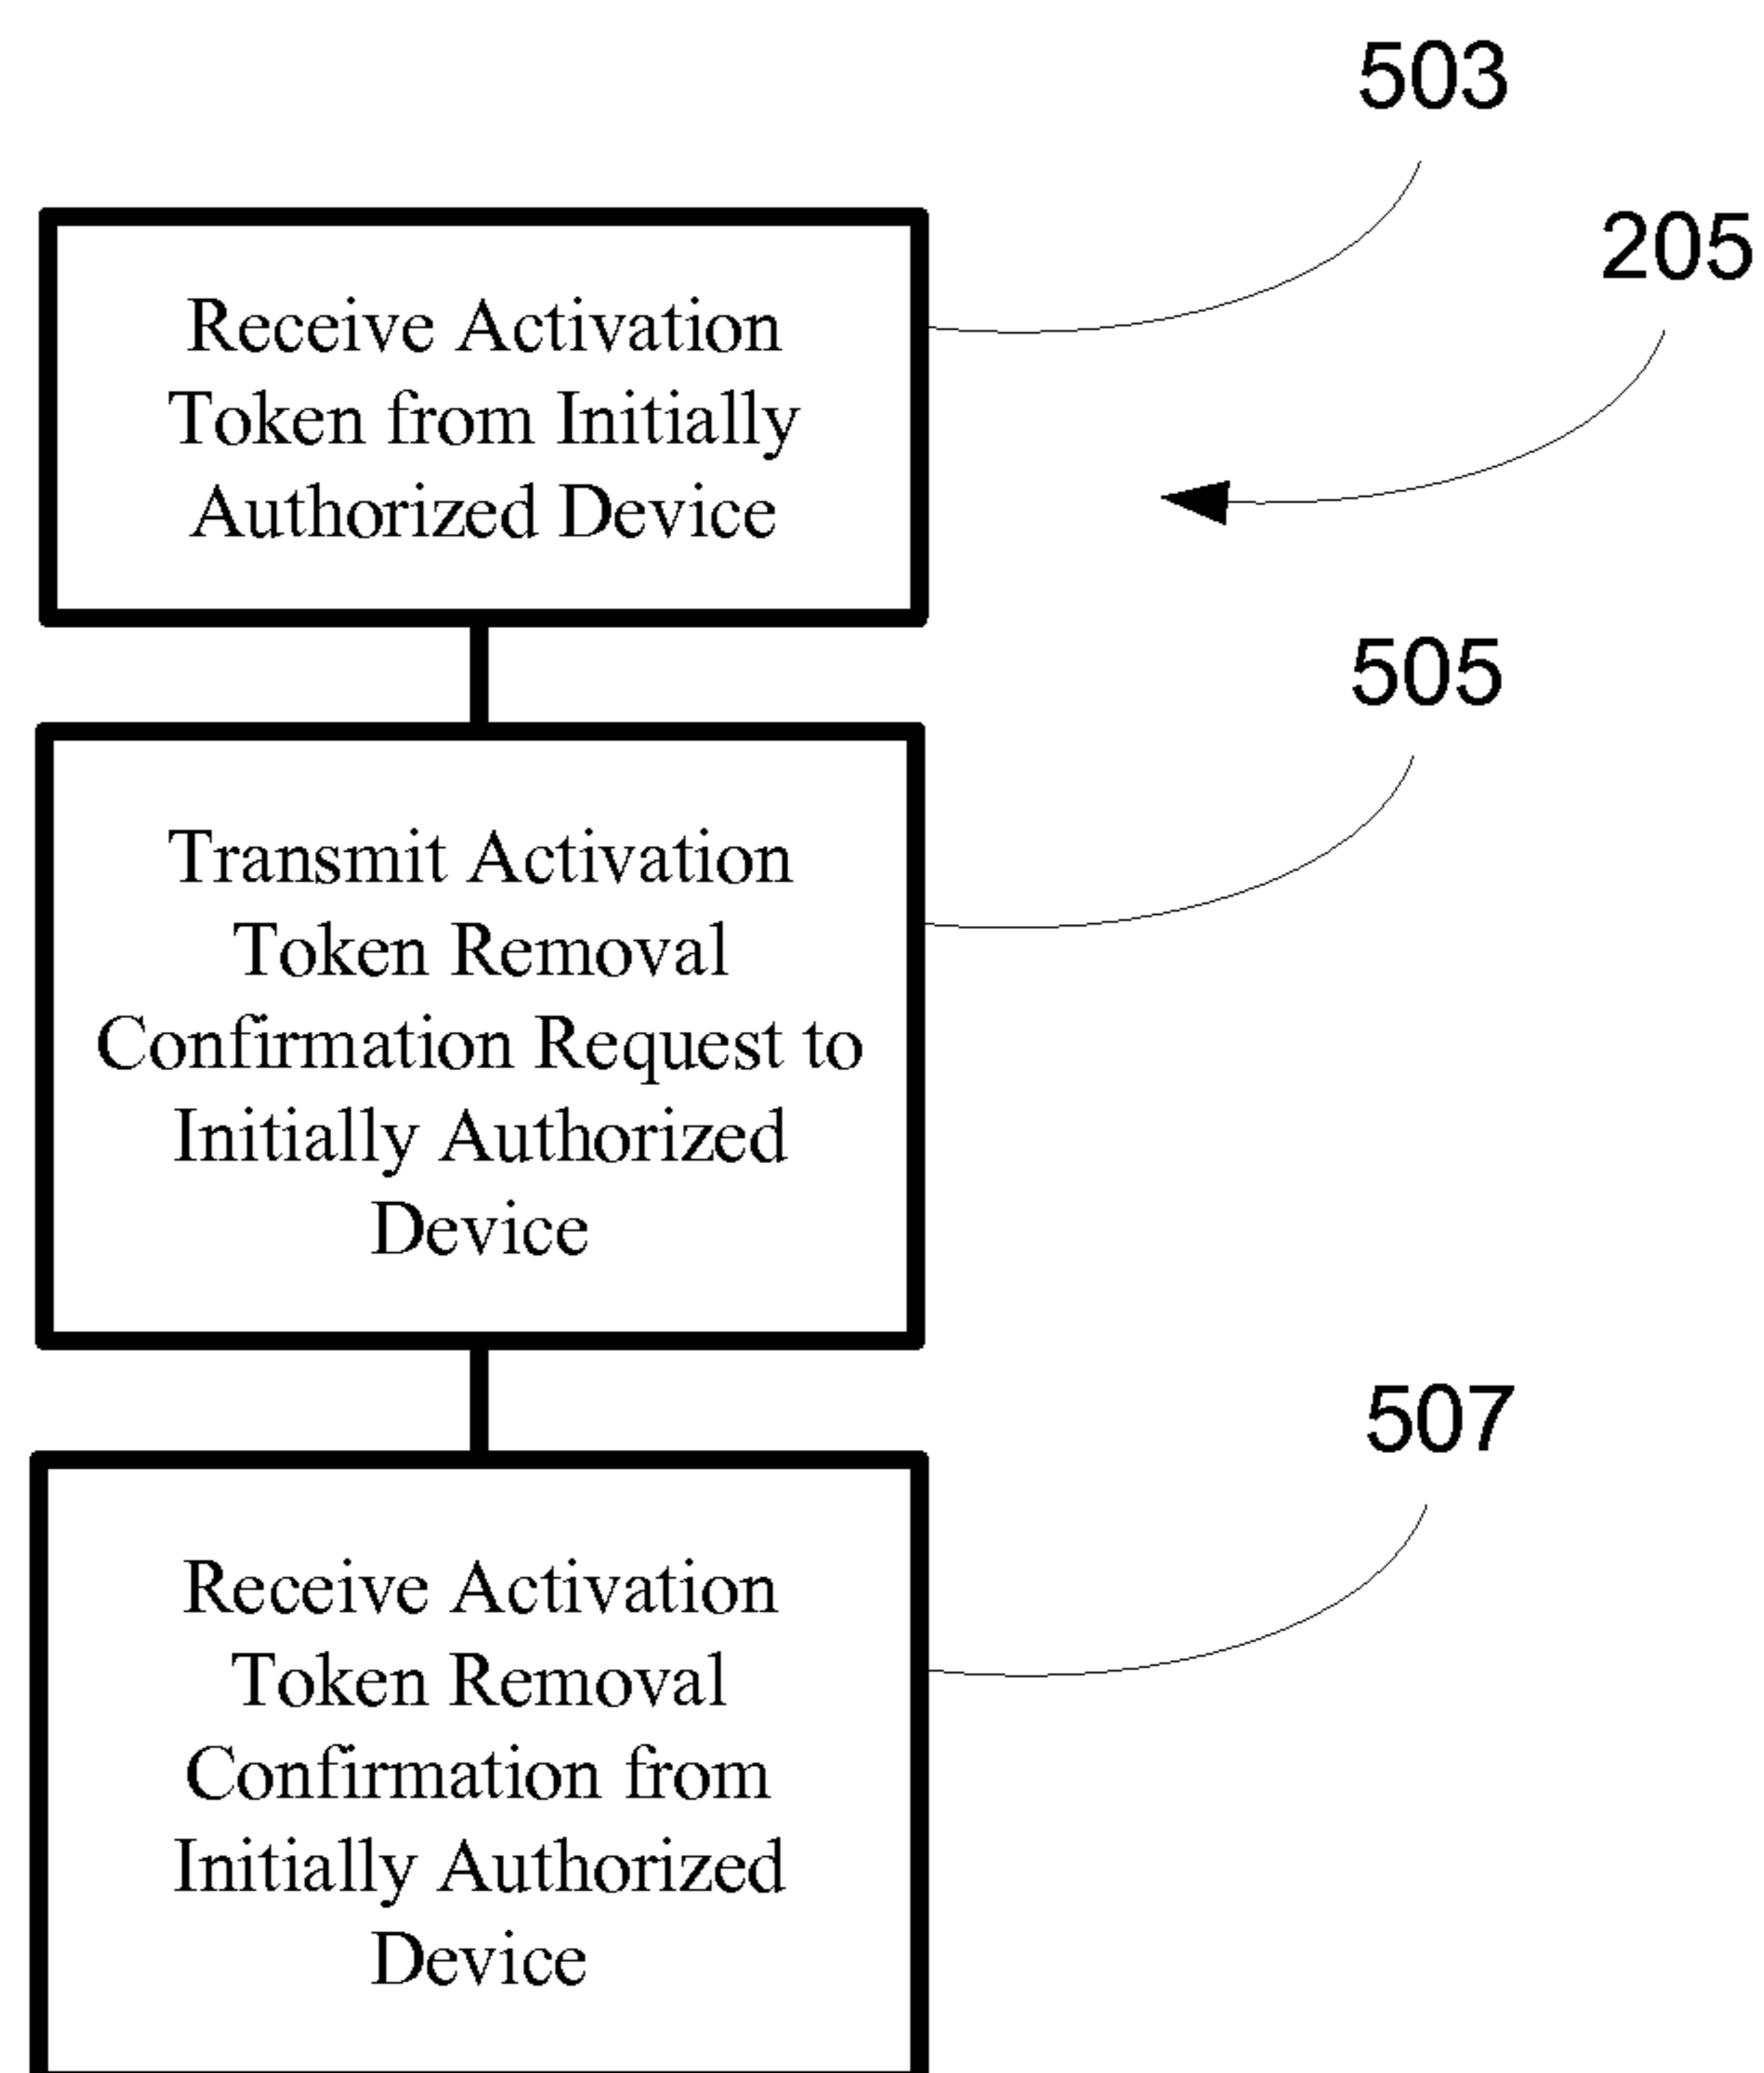 503
205
Receive Activation
Token from Initially
Authorized Device
505
Transmit Activation
Token Removal
Confirmation Request to
Initially Authorized
Device
507
Receive Activation
Token Removal
Confirmation from
Initially Authorized
Device